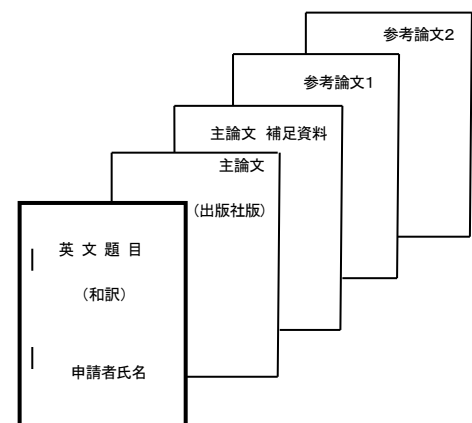 参考論文2
参考論文1
主論文 補足資料
主論文
(出版社版)
英文題目
(和訳)
申請者氏名